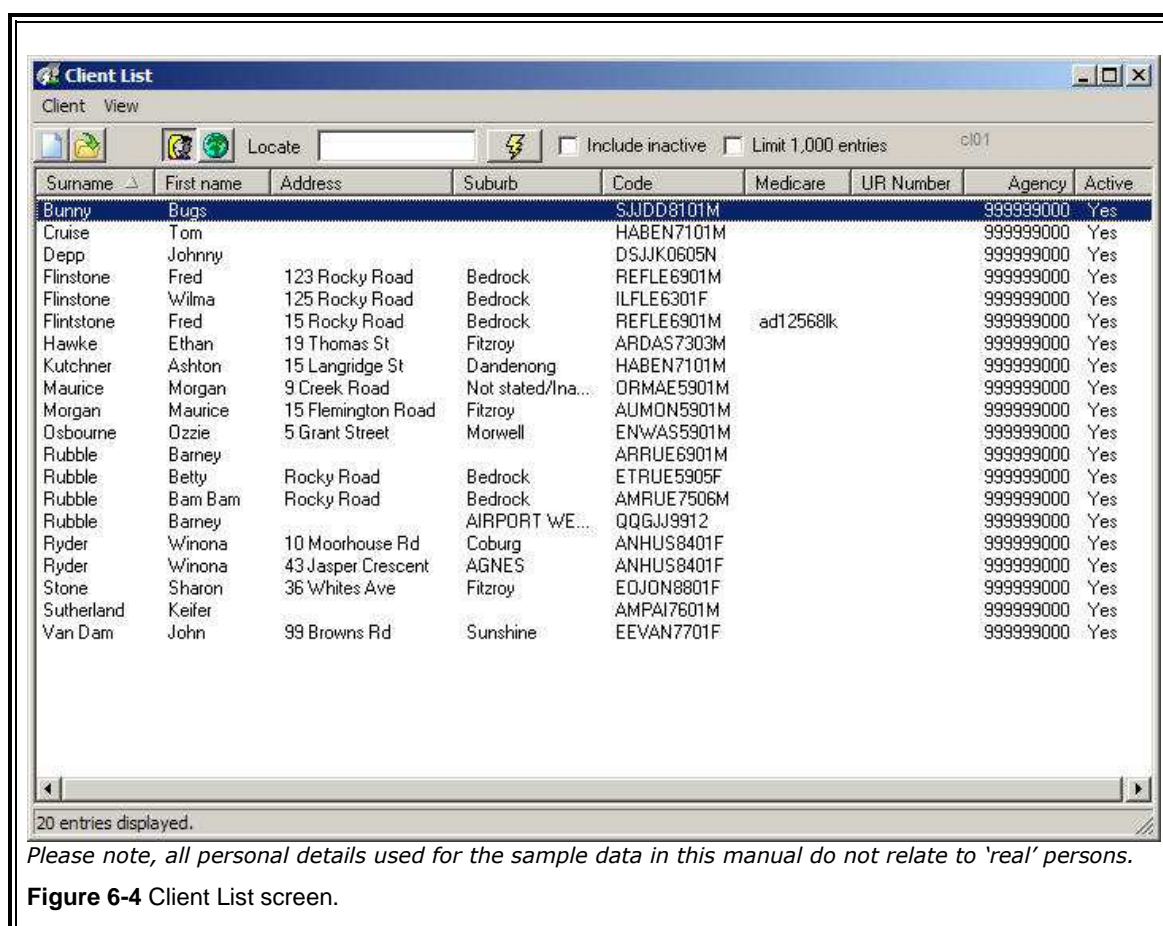 Client List
Client View
Locate Include inactive Limit 1,000 entries cl01
Surname First name Address Suburb Code Medicare UR Number Agency Active
Bunny Bugs SJJDD8101M 999999000 Yes
Cruise Tom HABEN7101M 999999000 Yes
Depp Johnny DSJJK0605N 999999000 Yes
Flinstone Fred 123 Rocky Road Bedrock REFLE6901M 999999000 Yes
Flinstone Wilma 125 Rocky Road Bedrock ILFLE6301F 999999000 Yes
Flintstone Fred 15 Rocky Road Bedrock REFLE6901M ad12568lk 999999000 Yes
Hawke Ethan 19 Thomas St Fitzroy ARDAS7303M 999999000 Yes
Kutchner Ashton 15 Langridge St Dandenong HABEN7101M 999999000 Yes
Maurice Morgan 9 Creek Road Not stated/Ina... ORMAE5901M 999999000 Yes
Morgan Maurice 15 Flemington Road Fitzroy AUMON5901M 999999000 Yes
Osbourne Ozzie 5 Grant Street Morwell ENWAS5901M 999999000 Yes
Rubble Barney ARRUE6901M 999999000 Yes
Rubble Betty Rocky Road Bedrock ETRUE5905F 999999000 Yes
Rubble Bam Bam Rocky Road Bedrock AMRUE7506M 999999000 Yes
Rubble Barney AIRPORT WE... QQGJJ9912 999999000 Yes
Ryder Winona 10 Moorhouse Rd Coburg ANHUS8401F 999999000 Yes
Ryder Winona 43 Jasper Crescent AGNES ANHUS8401F 999999000 Yes
Stone Sharon 36 Whites Ave Fitzroy EOJON8801F 999999000 Yes
Sutherland Keifer AMPAI7601M 999999000 Yes
Van Dam John 99 Browns Rd Sunshine EEVAN7701F 999999000 Yes
20 entries displayed.
Please note, all personal details used for the sample data in this manual do not relate to ‘real’ persons.
Figure 6-4 Client List screen.